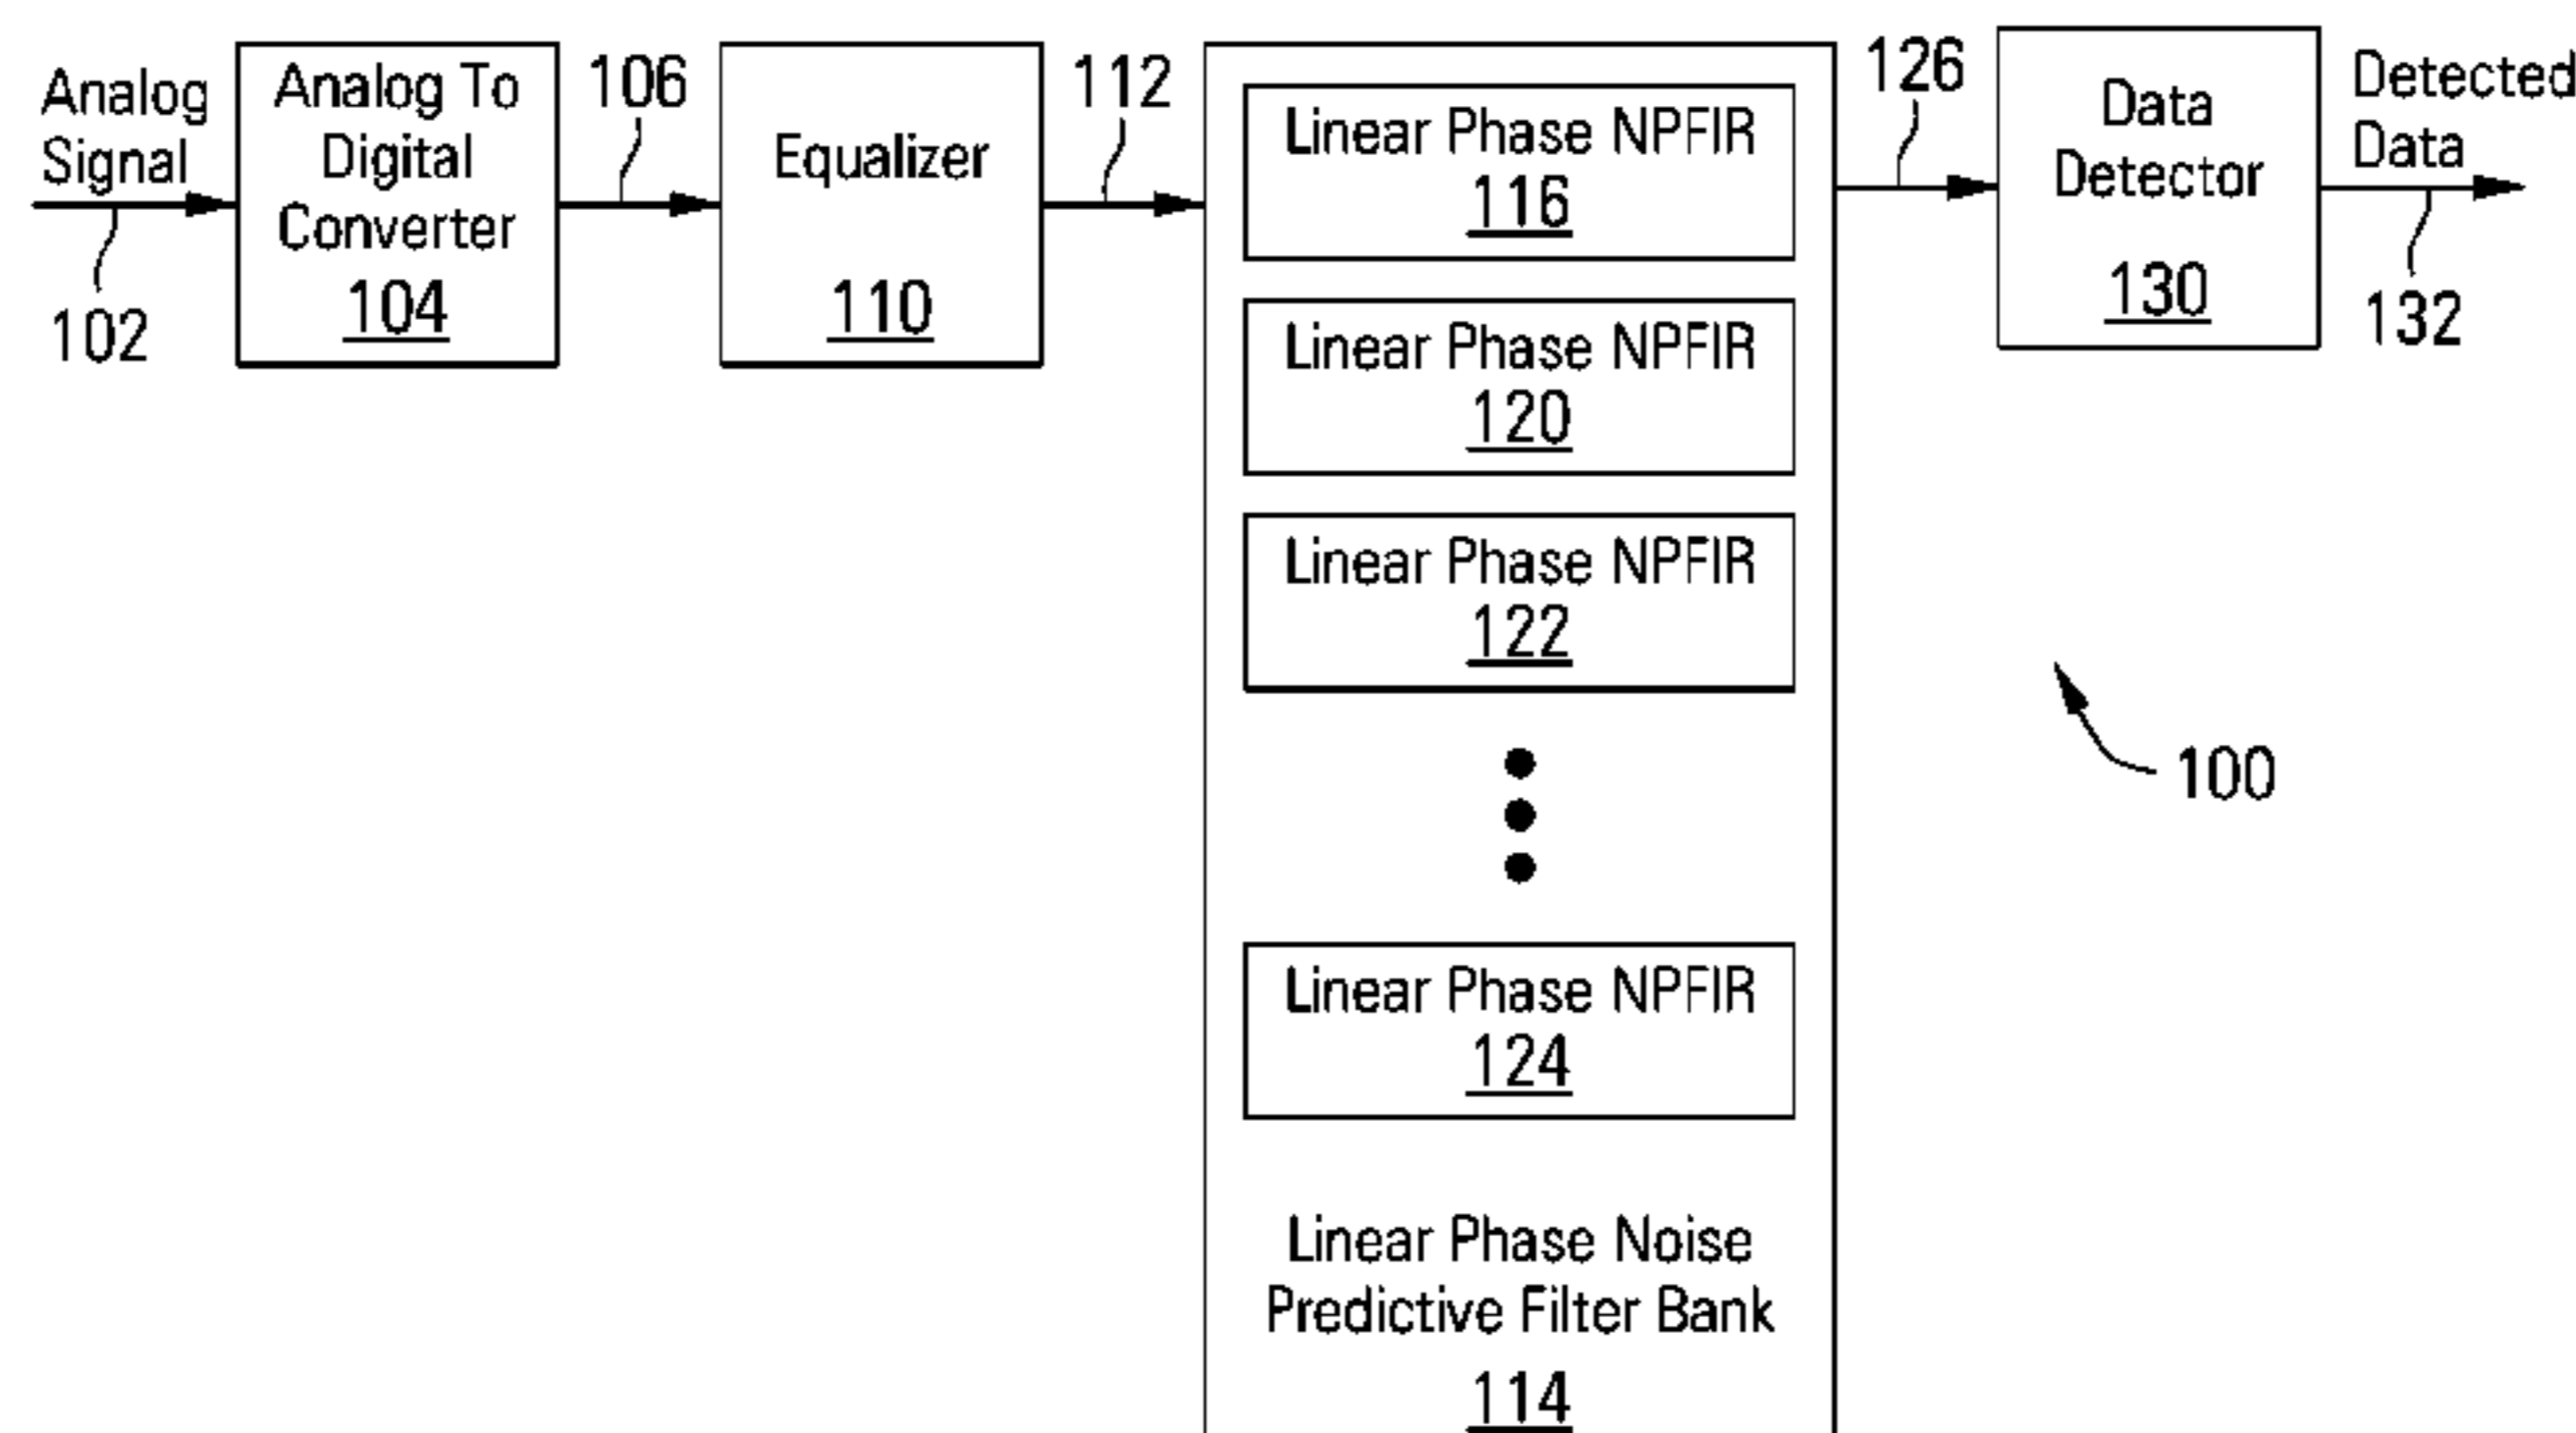 Analog
Signal
102
Analog To
Digital
Converter
104
106
Equalizer
110
112
Linear Phase NPFIR
116
Linear Phase NPFIR
120
Linear Phase NPFIR
122
Linear Phase NPFIR
124
Linear Phase Noise
Predictive Filter Bank
114
126
Data
Detector
130
Detected
Data
132
100